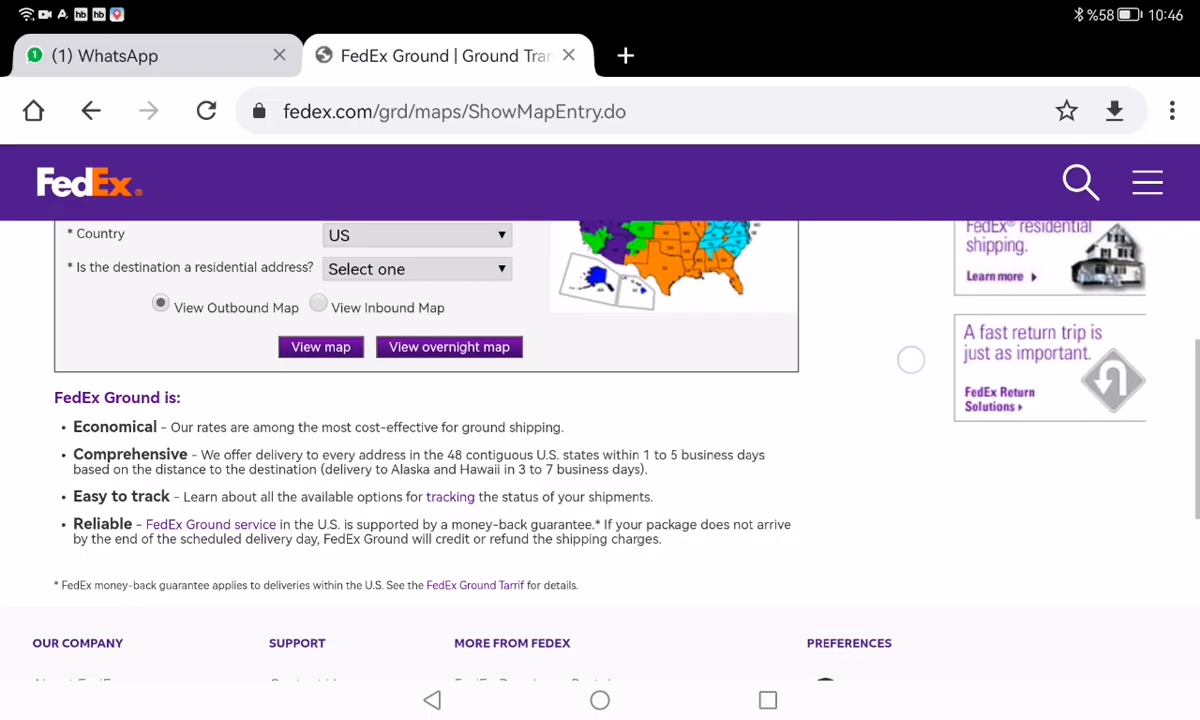 %58 10:46
(1) WhatsApp
FedEx Ground | Ground Tran
fedex.com/grd/maps/ShowMapEntry.do
FedEx®
* Country
US
* Is the destination a residential address?
Select one
View Outbound Map
View Inbound Map
View map
View overnight map
FedEx® residential
shipping.
Learn more
A fast return trip is
just as important.
FedEx Return
Solutions
FedEx Ground is:
• Economical - Our rates are among the most cost-effective for ground shipping.
• Comprehensive - We offer delivery to every address in the 48 contiguous U.S. states within 1 to 5 business days
based on the distance to the destination (delivery to Alaska and Hawaii in 3 to 7 business days).
• Easy to track - Learn about all the available options for tracking the status of your shipments.
• Reliable - FedEx Ground service in the U.S. is supported by a money-back guarantee.* If your package does not arrive
by the end of the scheduled delivery day, FedEx Ground will credit or refund the shipping charges.
* FedEx money-back guarantee applies to deliveries within the U.S. See the FedEx Ground Tarrif for details.
OUR COMPANY
SUPPORT
MORE FROM FEDEX
PREFERENCES